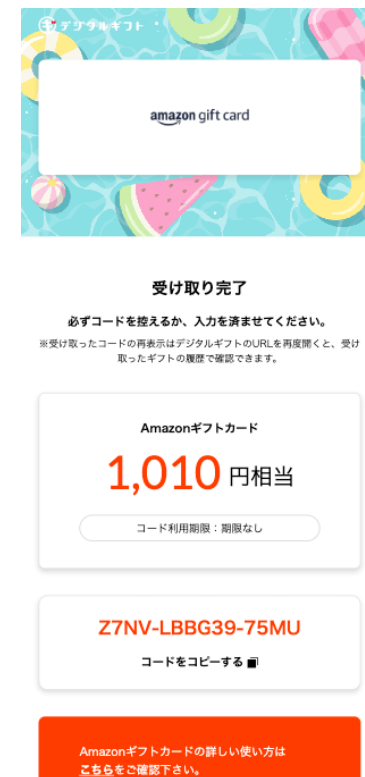 デジタルギフト
amazon gift card
受け取り完了
必ずコードを控えるか、入力を済ませてください。
※受け取ったコードの再表示はデジタルギフトのURLを再度開くと、受け
取ったギフトの履歴で確認できます。
Amazonギフトカード
1,010 円相当
コード利用期限：期限なし
Z7NV-LBBG39-75MU
コードをコピーする
Amazonギフトカードの詳しい使い方は
こちらをご確認下さい。